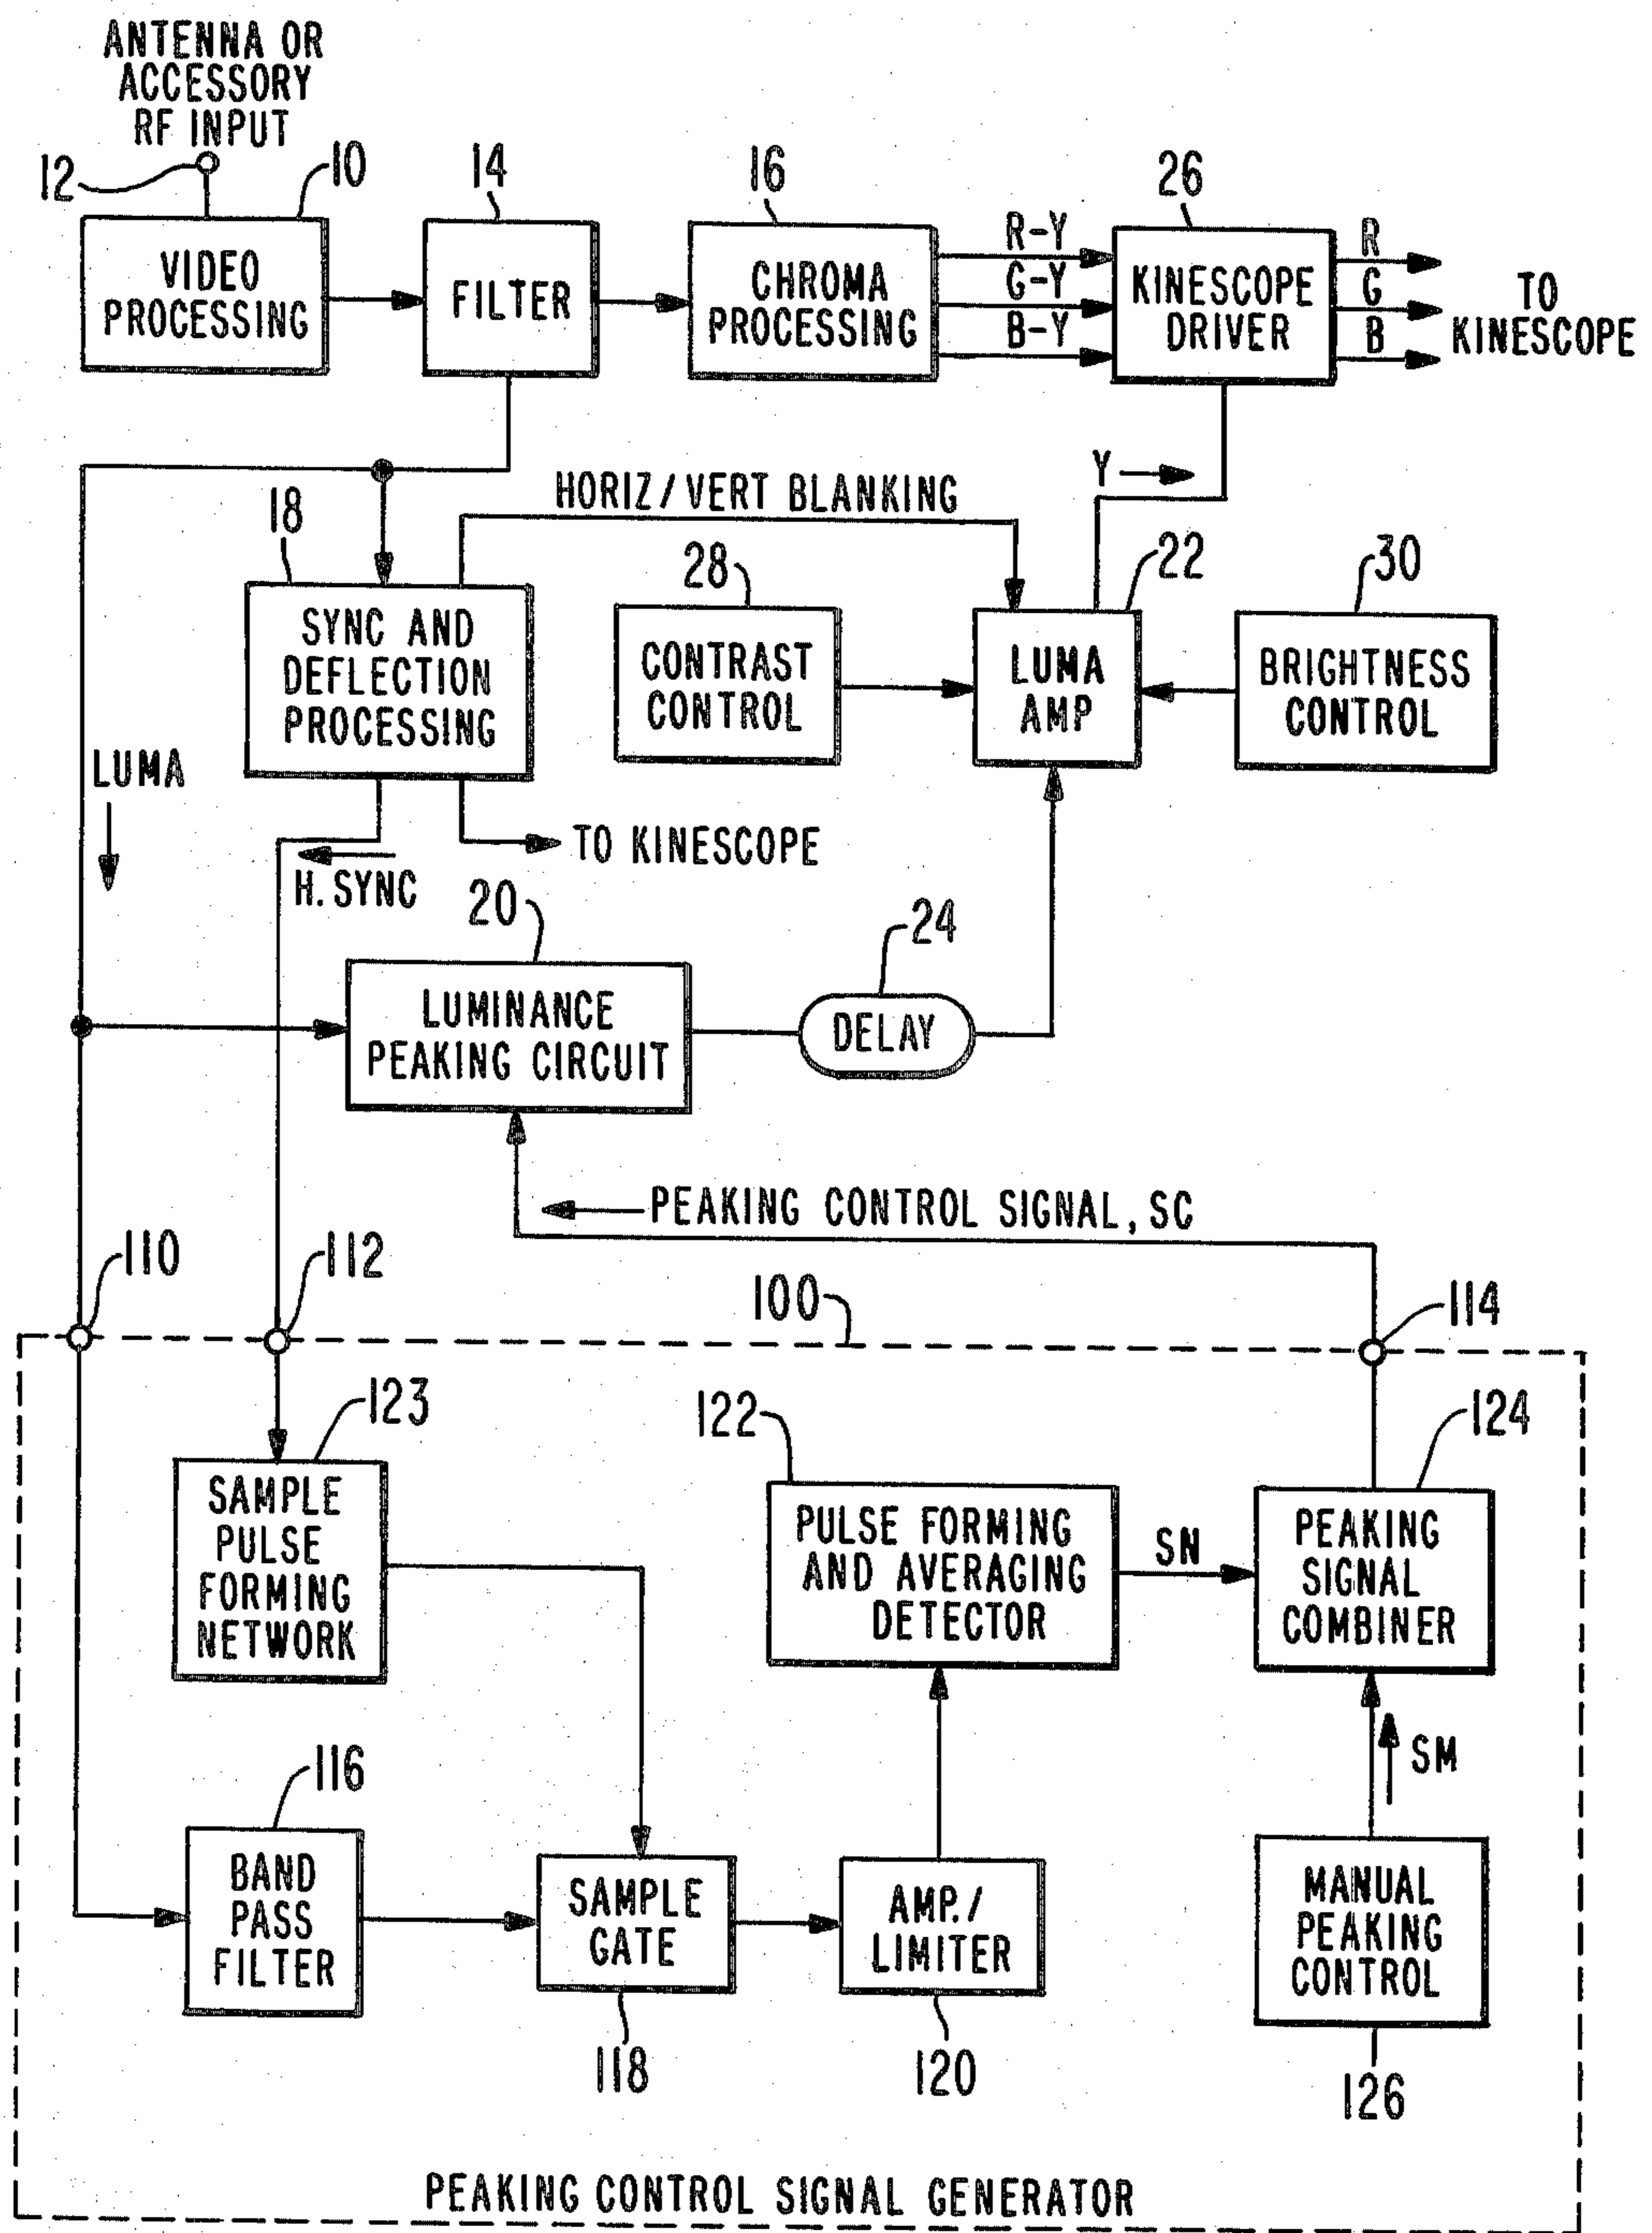 ANTENNA OR
ACCESSORY
RF INPUT
12
10
14
16
26
VIDEO
PROCESSING
FILTER
CHROMA
PROCESSING
R-Y
G-Y
B-Y
KINESCOPE
DRIVER
R
G
B
TO
KINESCOPE
HORIZ/VERT BLANKING
Y
18
28
22
30
SYNC AND
DEFLECTION
PROCESSING
CONTRAST
CONTROL
LUMA
AMP
BRIGHTNESS
CONTROL
LUMA
TO KINESCOPE
H. SYNC
20
24
LUMINANCE
PEAKING CIRCUIT
DELAY
PEAKING CONTROL SIGNAL, SC
110
112
100
114
123
122
124
SAMPLE
PULSE
FORMING
NETWORK
PULSE FORMING
AND AVERAGING
DETECTOR
SN
PEAKING
SIGNAL
COMBINER
SM
116
BAND
PASS
FILTER
SAMPLE
GATE
AMP./
LIMITER
MANUAL
PEAKING
CONTROL
118
120
126
PEAKING CONTROL SIGNAL GENERATOR